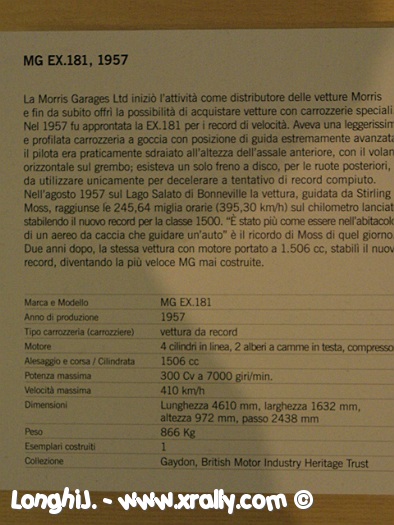 MG EX.181, 1957
La Morris Garages Ltd iniziò l'attività come distributore delle vetture Morris
e fin da subito offrì la possibilità di acquistare vetture con carrozzerie speciali.
Nel 1957 fu approntata la EX.181 per i record di velocità. Aveva una leggerissim
e profilata carrozzeria a goccia con posizione di guida estremamente avanzata
il pilota era praticamente sdraiato all'altezza dell'assale anteriore, con il volan
orizzontale sul grembo; esisteva un solo freno a disco, per le ruote posteriori,
da utilizzare unicamente per decelerare a tentativo di record compiuto.
Nell'agosto 1957 sul Lago Salato di Bonneville la vettura, guidata da Stirling
Moss, raggiunse le 245,64 miglia orarie (395,30 km/h) sul chilometro lanciat
stabilendo il nuovo record per la classe 1500. "È stato più come essere nell'abitacolo
di un aereo da caccia che guidare un'auto" è il ricordo di Moss di quel giorno.
Due anni dopo, la stessa vettura con motore portato a 1.506 cc, stabilì il nuov
record, diventando la più veloce MG mai costruite.
Marca e Modello MG EX.181
Anno di produzione 1957
Tipo carrozzeria (carrozziere) vettura da record
Motore 4 cilindri in linea, 2 alberi a camme in testa, compresso
Alesaggio e corsa / Cilindrata 1506 cc
Potenza massima 300 Cv a 7000 giri/min.
Velocità massima 410 km/h
Dimensioni Lunghezza 4610 mm, larghezza 1632 mm,
altezza 972 mm, passo 2438 mm
Peso 866 Kg
Esemplari costruiti 1
Collezione Gaydon, British Motor Industry Heritage Trust
LonghiJ. - www.xrally.com ©